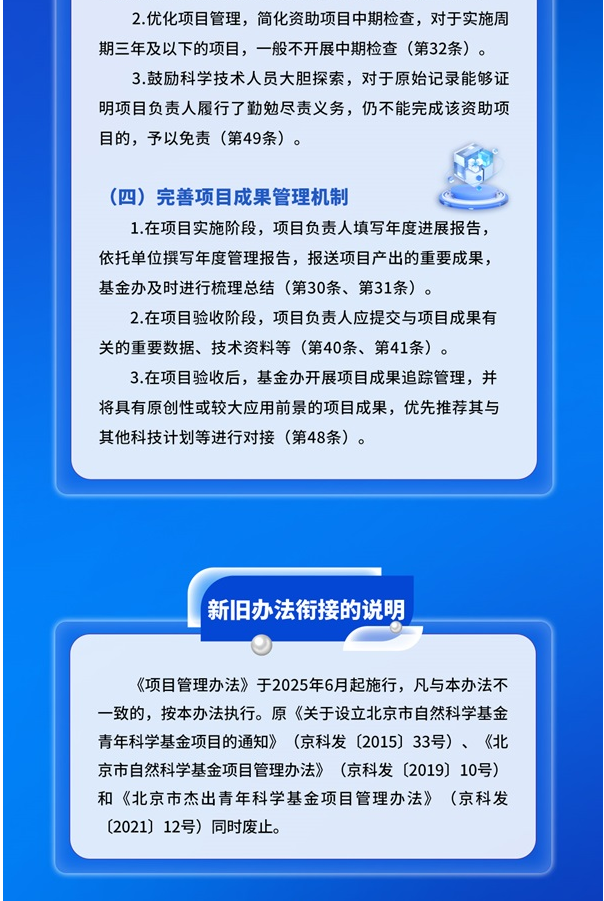 2.优化项目管理，简化资助项目中期检查，对于实施周
期三年及以下的项目，一般不开展中期检查（第32条）。
3.鼓励科学技术人员大胆探索，对于原始记录能够证
明项目负责人履行了勤勉尽责义务，仍不能完成该资助项
目的，予以免责（第49条）。
（四）完善项目成果管理机制
1.在项目实施阶段，项目负责人填写年度进展报告，
依托单位撰写年度管理报告，报送项目产出的重要成果，
基金办及时进行梳理总结（第30条、第31条）。
2.在项目验收阶段，项目负责人应提交与项目成果有
关的重要数据、技术资料等（第40条、第41条）。
3.在项目验收后，基金办开展项目成果追踪管理，并
将具有原创性或较大应用前景的项目成果，优先推荐其与
其他科技计划等进行对接（第48条）。
新旧办法衔接的说明
《项目管理办法》于2025年6月起施行，凡与本办法不
一致的，按本办法执行。原《关于设立北京市自然科学基金
青年科学基金项目的通知》（京科发〔2015〕33号）、《北
京市自然科学基金项目管理办法》（京科发〔2019〕10号）
和《北京市杰出青年科学基金项目管理办法》（京科发
〔2021〕12号）同时废止。